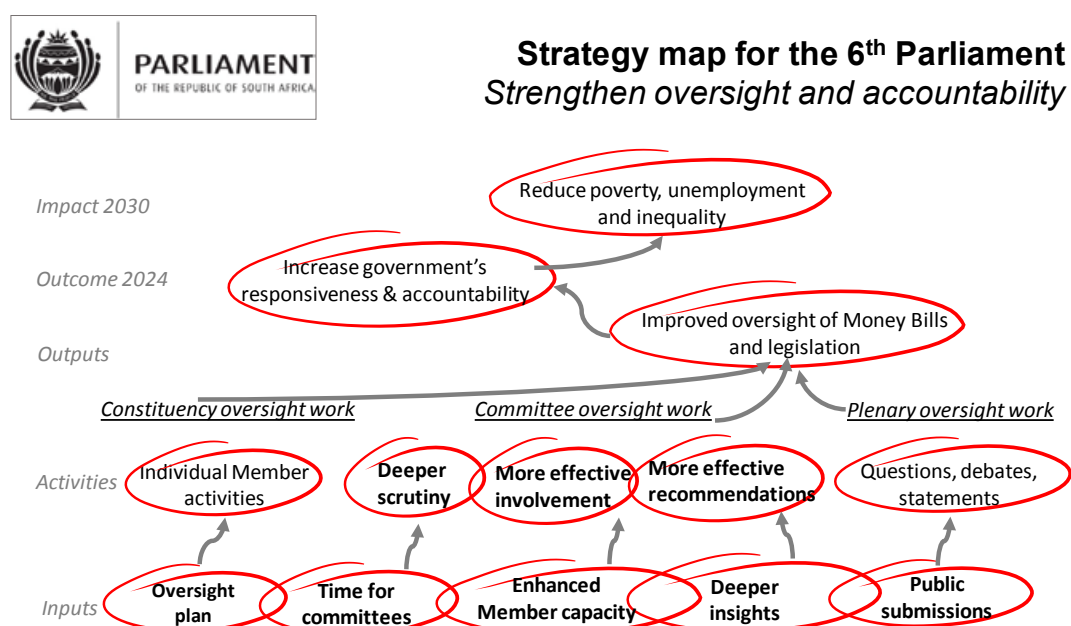 PARLIAMENT
OF THE REPUBLIC OF SOUTH AFRICA
Strategy map for the 6th Parliament
Strengthen oversight and accountability
Impact 2030
Reduce poverty, unemployment
and inequality
Outcome 2024
Increase government's
responsiveness & accountability
Outputs
Improved oversight of Money Bills
and legislation
Constituency oversight work
Committee oversight work
Plenary oversight work
Activities
Individual Member
activities
Deeper
scrutiny
More effective
involvement
More effective
recommendations
Questions, debates,
statements
Inputs
Oversight
plan
Time for
committees
Enhanced
Member capacity
Deeper
insights
Public
submissions